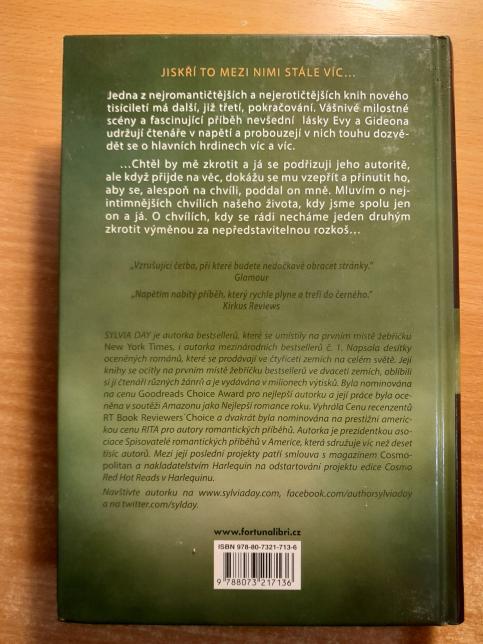 JISKŘÍ TO MEZI NIMI STÁLE VÍC...
Jedna z nejromantičtějších a nejerotičtějších knih nového
tisíciletí má další, již třetí, pokračování. Vášnivé milostné
scény a fascinující příběh nevšední lásky Evy a Gideona
udržují čtenáře v napětí a probouzejí v nich touhu dozvě-
dět se o hlavních hrdinech víc a víc.
...Chtěl by mě zkrotit a já se podřizuji jeho autoritě,
ale když přijde na věc, dokážu se mu vzepřít a přinutit ho,
aby se, alespoň na chvíli, poddal on mně. Mluvím o nej-
intimnějších chvílích našeho života, kdy jsme spolu jen
on a já. O chvílích, kdy se rádi necháme jeden druhým
zkrotit výměnou za nepředstavitelnou rozkoš...
„Vzrušující četba, při které budete nedočkavě obracet stránky."
Glamour
„Napětím nabitý příběh, který rychle plyne a trefí do černého."
Kirkus Reviews
SYLVIA DAY je autorka bestsellerů, které se umístily na prvním místě žebříčku
New York Times, i autorka mezinárodních bestsellerů č. 1. Napsala desítky
oceněných románů, které se prodávají ve čtyřiceti zemích na celém světě. Její
knihy se ocitly na prvním místě žebříčku bestsellerů ve dvaceti zemích, oblíbili
si ji čtenáři různých žánrů a je vydávána v milionech výtisků. Byla nominována
na cenu Goodreads Choice Award pro nejlepší autorku a její práce byla oce-
něna v soutěži Amazonu jako Nejlepší romance roku. Vyhrála Cenu recenzentů
RT Book Reviewers' Choice a dvakrát byla nominována na prestižní americ-
kou cenu RITA pro autory romantických příběhů. Autorka je prezidentkou aso-
ciace Spisovatelé romantických příběhů v Americe, která sdružuje víc než deset
tisíc autorů. Mezi její poslední projekty patří smlouva s magazínem Cosmo-
politan a nakladatelstvím Harlequin na odstartování projektu edice Cosmo
Red Hot Reads v Harlequinu.
Navštivte autorku na www.sylviaday.com, facebook.com/authorsylviaday
a na twitter.com/sylday.
www.fortunalibri.cz
ISBN 978-80-7321-713-6
9 788073 217136